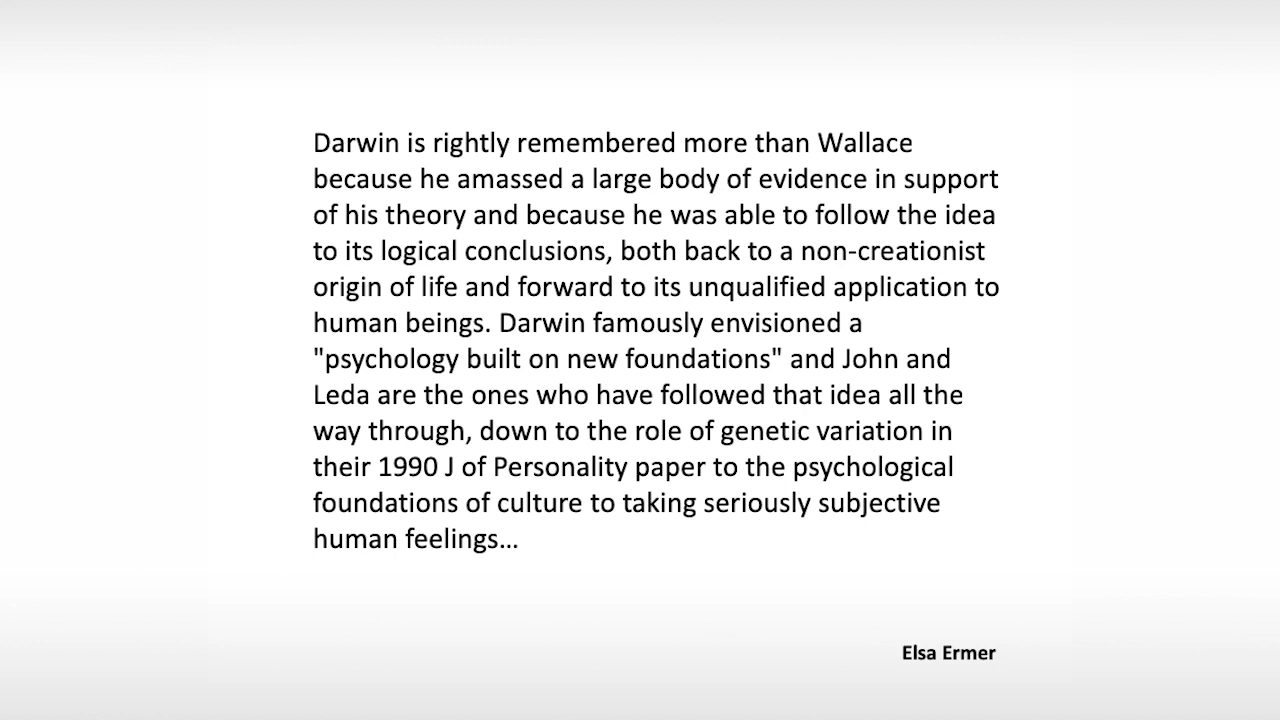 Darwin is rightly remembered more than Wallace
because he amassed a large body of evidence in support
of his theory and because he was able to follow the idea
to its logical conclusions, both back to a non-creationist
origin of life and forward to its unqualified application to
human beings. Darwin famously envisioned a
"psychology built on new foundations" and John and
Leda are the ones who have followed that idea all the
way through, down to the role of genetic variation in
their 1990 J of Personality paper to the psychological
foundations of culture to taking seriously subjective
human feelings…
Elsa Ermer